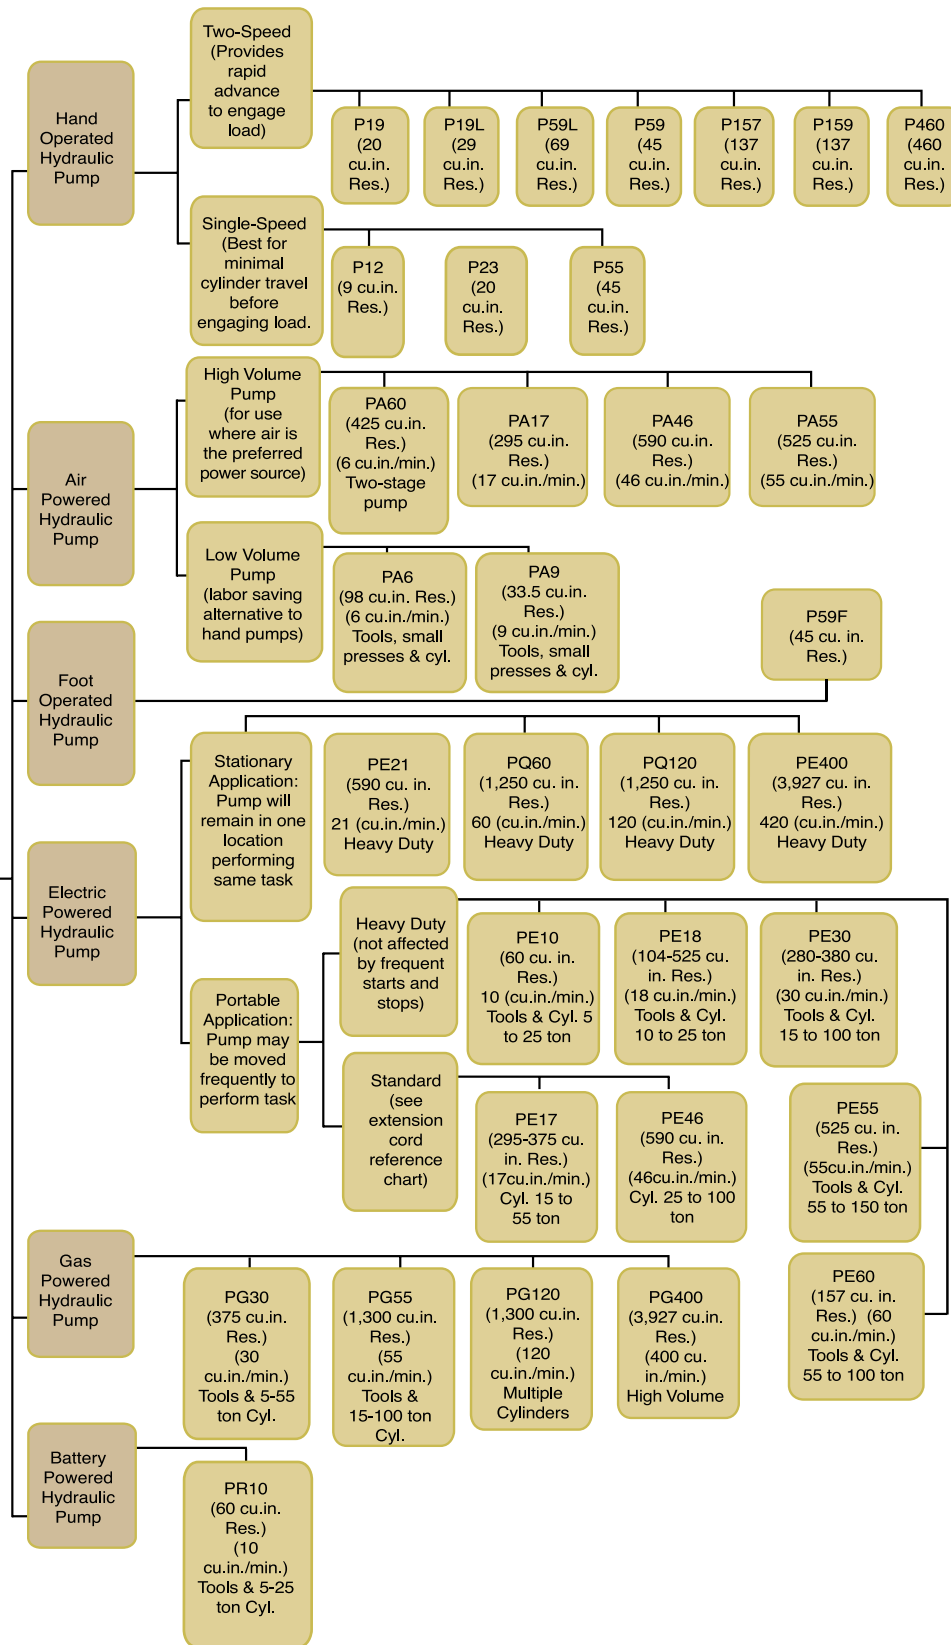 Hand
Operated
Hydraulic
Pump
Two-Speed
(Provides
rapid
advance
to engage
load)
P19
(20
cu.in.
Res.)
P19L
(29
cu.in.
Res.)
P59L
(69
cu.in.
Res.)
P59
(45
cu.in.
Res.)
P157
(137
cu.in.
Res.)
P159
(137
cu.in.
Res.)
P460
(460
cu.in.
Res.)
Single-Speed
(Best for
minimal
cylinder travel
before
engaging load.
P12
(9 cu.in.
Res.)
P23
(20
cu.in.
Res.)
P55
(45
cu.in.
Res.)
Air
Powered
Hydraulic
Pump
High Volume
Pump
(for use
where air is
the preferred
power source)
PA60
(425 cu.in.
Res.)
(6 cu.in./min.)
Two-stage
pump
PA17
(295 cu.in.
Res.)
(17 cu.in./min.)
PA46
(590 cu.in.
Res.)
(46 cu.in./min.)
PA55
(525 cu.in.
Res.)
(55 cu.in./min.)
Low Volume
Pump
(labor saving
alternative to
hand pumps)
PA6
(98 cu.in. Res.)
(6 cu.in./min.)
Tools, small
presses & cyl.
PA9
(33.5 cu.in.
Res.)
(9 cu.in./min.)
Tools, small
presses & cyl.
Foot
Operated
Hydraulic
Pump
P59F
(45 cu. in.
Res.)
Electric
Powered
Hydraulic
Pump
Stationary
Application:
Pump will
remain in one
location
performing
same task
PE21
(590 cu. in.
Res.)
21 (cu.in./min.)
Heavy Duty
PQ60
(1,250 cu. in.
Res.)
60 (cu.in./min.)
Heavy Duty
PQ120
(1,250 cu. in.
Res.)
120 (cu.in./min.)
Heavy Duty
PE400
(3,927 cu. in.
Res.)
420 (cu.in./min.)
Heavy Duty
Portable
Application:
Pump may
be moved
frequently to
perform task
Heavy Duty
(not affected
by frequent
starts and
stops)
PE10
(60 cu. in.
Res.)
10 (cu.in./min.)
Tools & Cyl. 5
to 25 ton
PE18
(104-525 cu.
in. Res.)
(18 cu.in./min.)
Tools & Cyl.
10 to 25 ton
PE30
(280-380 cu.
in. Res.)
(30 cu.in./min.)
Tools & Cyl.
15 to 100 ton
PE55
(525 cu. in.
Res.)
(55cu.in./min.)
Tools & Cyl.
55 to 150 ton
PE60
(157 cu. in.
Res.) (60
cu.in./min.)
Tools & Cyl.
55 to 100 ton
Standard
(see
extension
cord
reference
chart)
PE17
(295-375 cu.
in. Res.)
(17cu.in./min.)
Cyl. 15 to
55 ton
PE46
(590 cu. in.
Res.)
(46cu.in./min.)
Cyl. 25 to 100
ton
Gas
Powered
Hydraulic
Pump
PG30
(375 cu.in.
Res.)
(30
cu.in./min.)
Tools & 5-55
ton Cyl.
PG55
(1,300 cu.in.
Res.)
(55
cu.in./min.)
Tools &
15-100 ton
Cyl.
PG120
(1,300 cu.in.
Res.)
(120
cu.in./min.)
Multiple
Cylinders
PG400
(3,927 cu.in.
Res.)
(400 cu.
in./min.)
High Volume
Battery
Powered
Hydraulic
Pump
PR10
(60 cu.in.
Res.)
(10
cu.in./min.)
Tools & 5-25
ton Cyl.